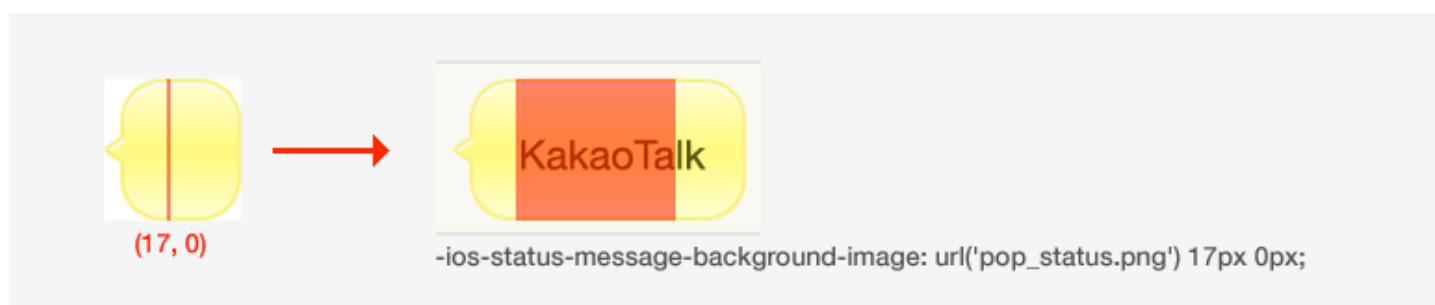 KakaoTalk
(17, 0)
-ios-status-message-background-image: url('pop_status.png') 17px 0px;